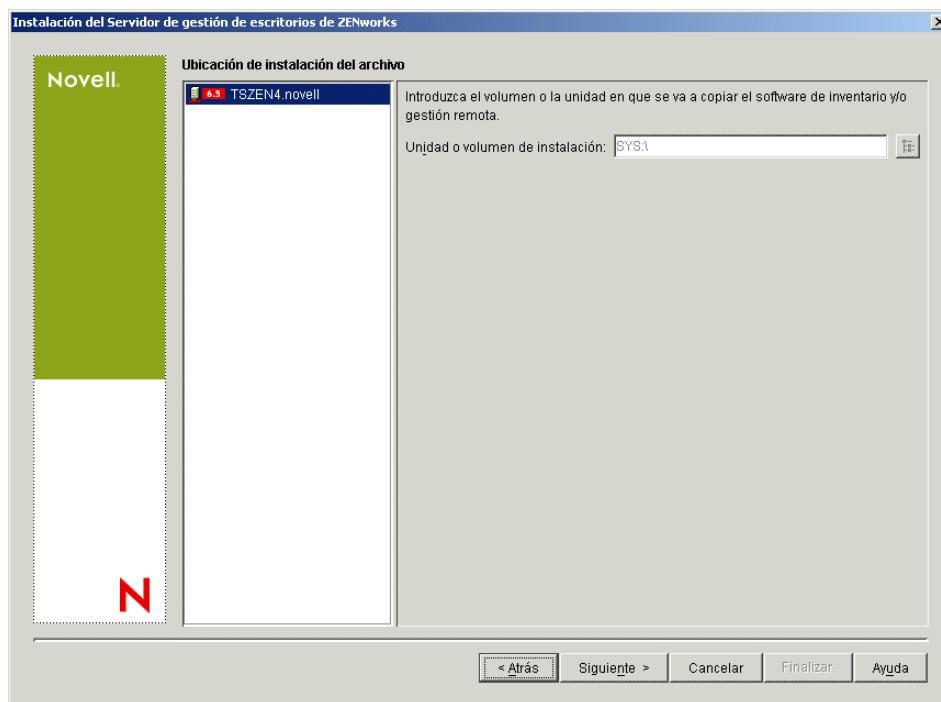 Instalación del Servidor de gestión de escritorios de ZENworks
Novell.
Ubicación de instalación del archivo
6.5 TSZEN4.novell
Introduzca el volumen o la unidad en que se va a copiar el software de inventario y/o
gestión remota.
Unidad o volumen de instalación: SYS:\
N
< Atrás Siguiente > Cancelar Finalizar Ayuda